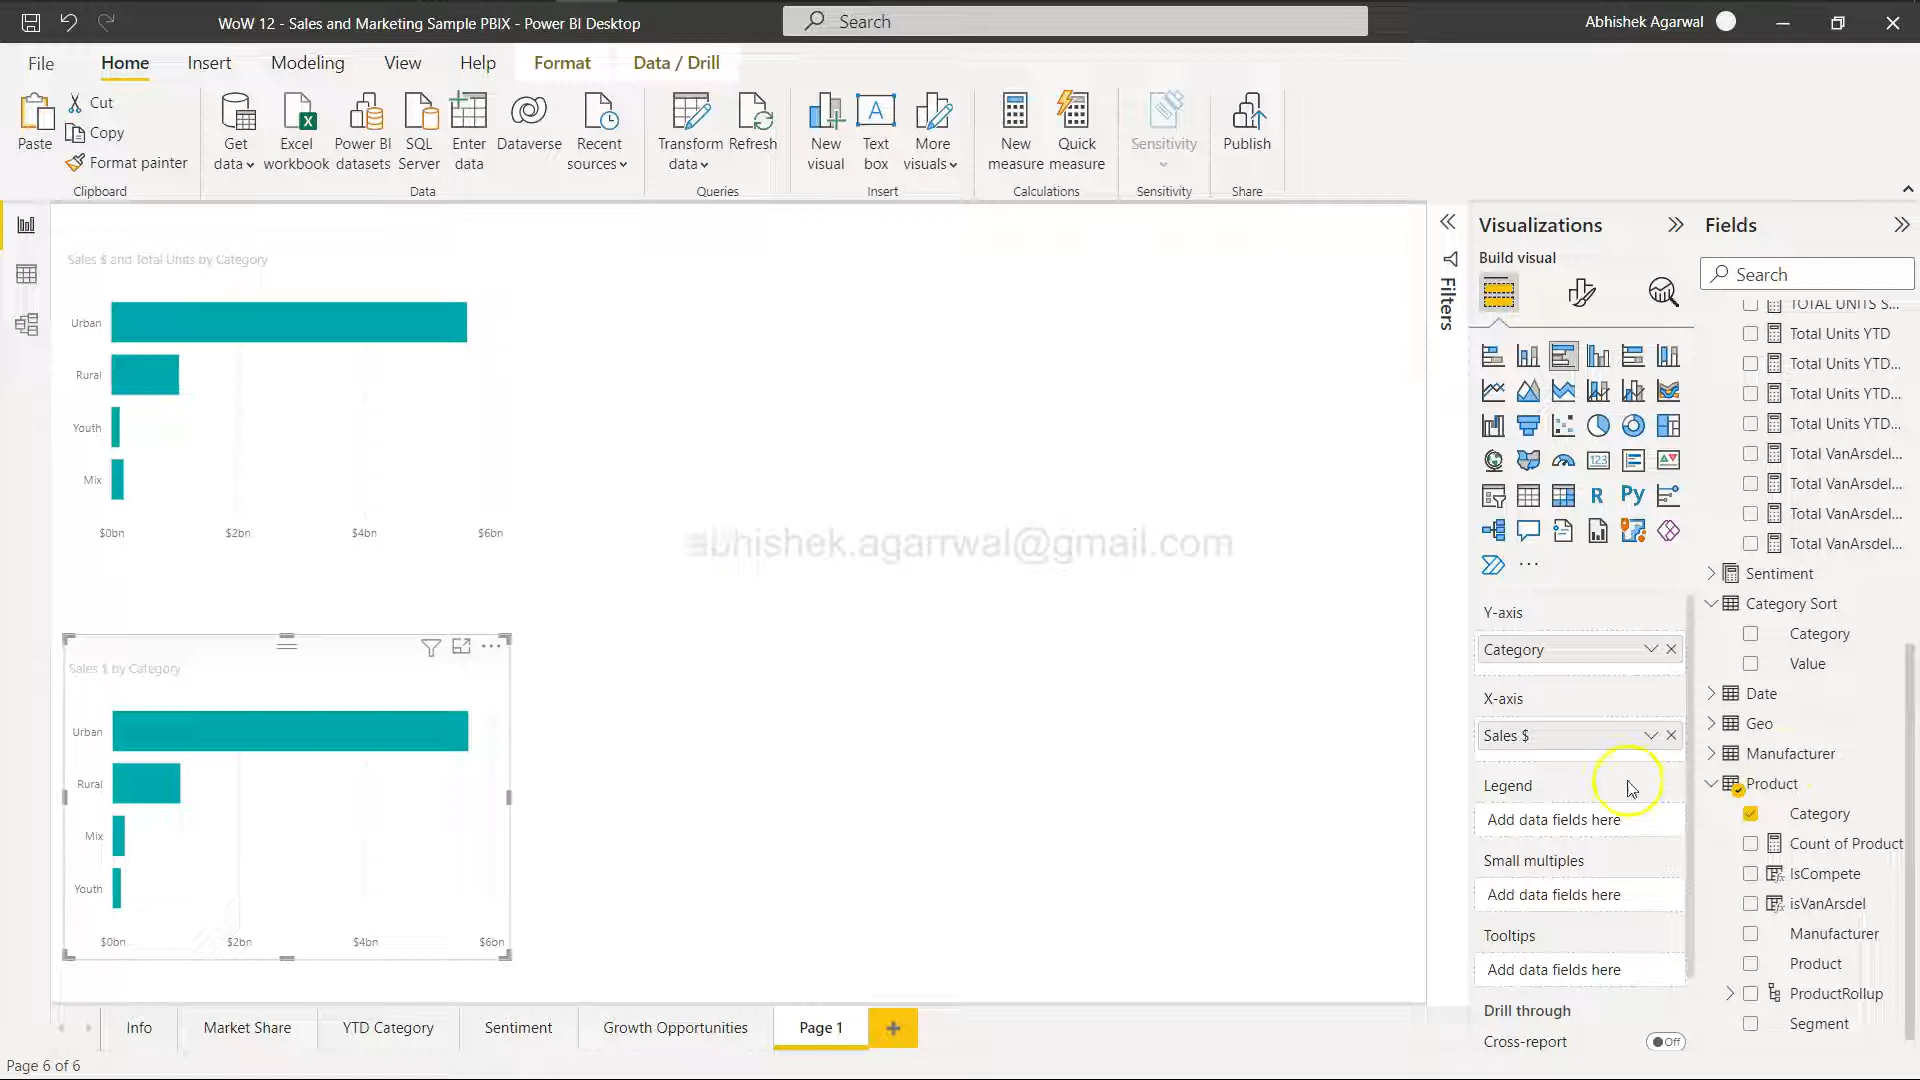 WoW 12 - Sales and Marketing Sample PBIX - Power BI Desktop
Search
Abhishek Agarwal
File
Home
Insert
Modeling
View
Help
Format
Data / Drill
Paste
Cut
Copy
Format painter
Clipboard
Get data
Excel workbook
Power BI datasets
SQL Server
Enter data
Dataverse
Recent sources
Data
Transform data
Refresh
Queries
New visual
Text box
More visuals
Insert
New measure
Quick measure
Calculations
Sensitivity
Sensitivity
Publish
Share
Sales $ and Total Units by Category
Urban
Rural
Youth
Mix
$0bn
$2bn
$4bn
$6bn
bhishek.agarrwal@gmail.com
Sales $ by Category
Urban
Rural
Mix
Youth
$0bn
$2bn
$4bn
$6bn
Filters
Visualizations
Build visual
123
R
Py
Y-axis
Category
X-axis
Sales $
Legend
Add data fields here
Small multiples
Add data fields here
Tooltips
Add data fields here
Drill through
Cross-report
Off
Fields
Search
TOTAL UNITS S...
Total Units YTD
Total Units YTD...
Total Units YTD...
Total Units YTD...
Total VanArsdel...
Total VanArsdel...
Total VanArsdel...
Total VanArsdel...
Sentiment
Category Sort
Category
Value
Date
Geo
Manufacturer
Product
Category
Count of Product
IsCompete
isVanArsdel
Manufacturer
Product
ProductRollup
Segment
Info
Market Share
YTD Category
Sentiment
Growth Opportunities
Page 1
Page 6 of 6